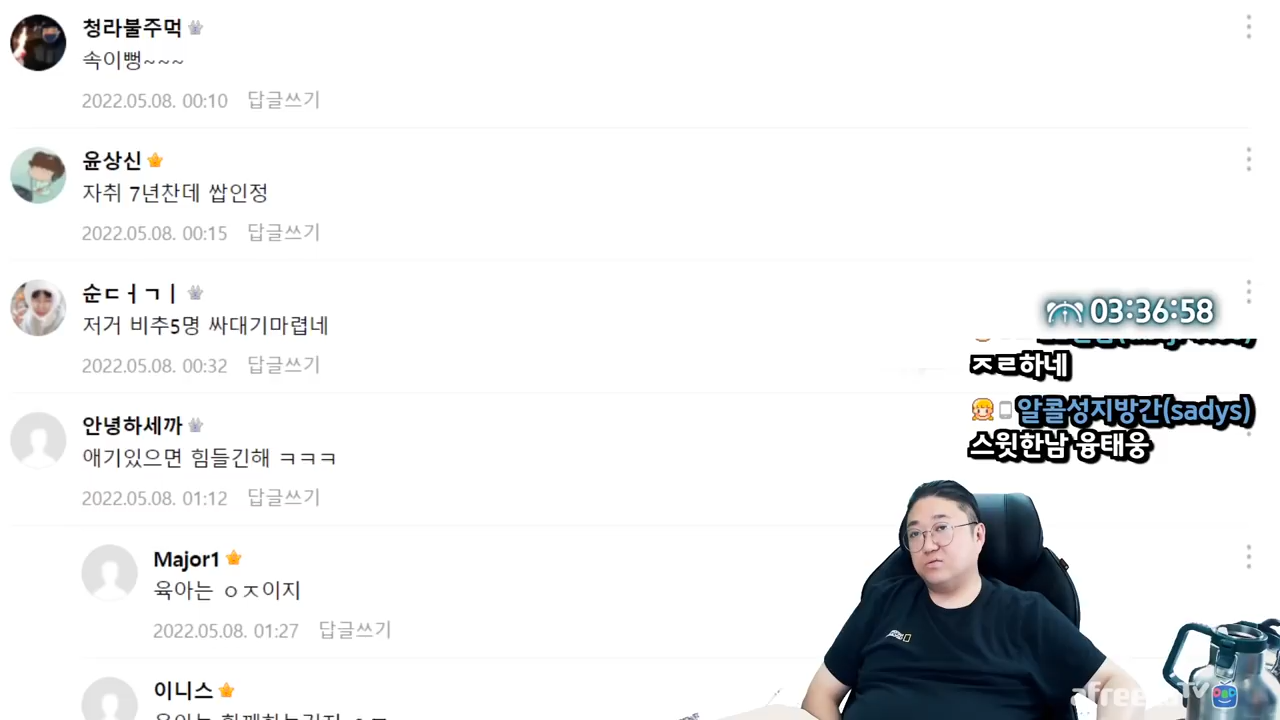 청라불주먹
속이뻥~~~
2022.05.08. 00:10 답글쓰기
윤상신
자취 7년찬데 쌉인정
2022.05.08. 00:15 답글쓰기
순ㄷㅓㄱㅣ
저거 비추5명 싸대기마렵네
2022.05.08. 00:32 답글쓰기
안녕하세까
애기있으면 힘들긴해 ㅋㅋㅋ
2022.05.08. 01:12 답글쓰기
Major1
육아는 ㅇㅈ이지
2022.05.08. 01:27 답글쓰기
이니스
03:36:58
ㅈㄹ하네
알콜성지방간(sadys)
스윗한남 융태웅
afreecaTV